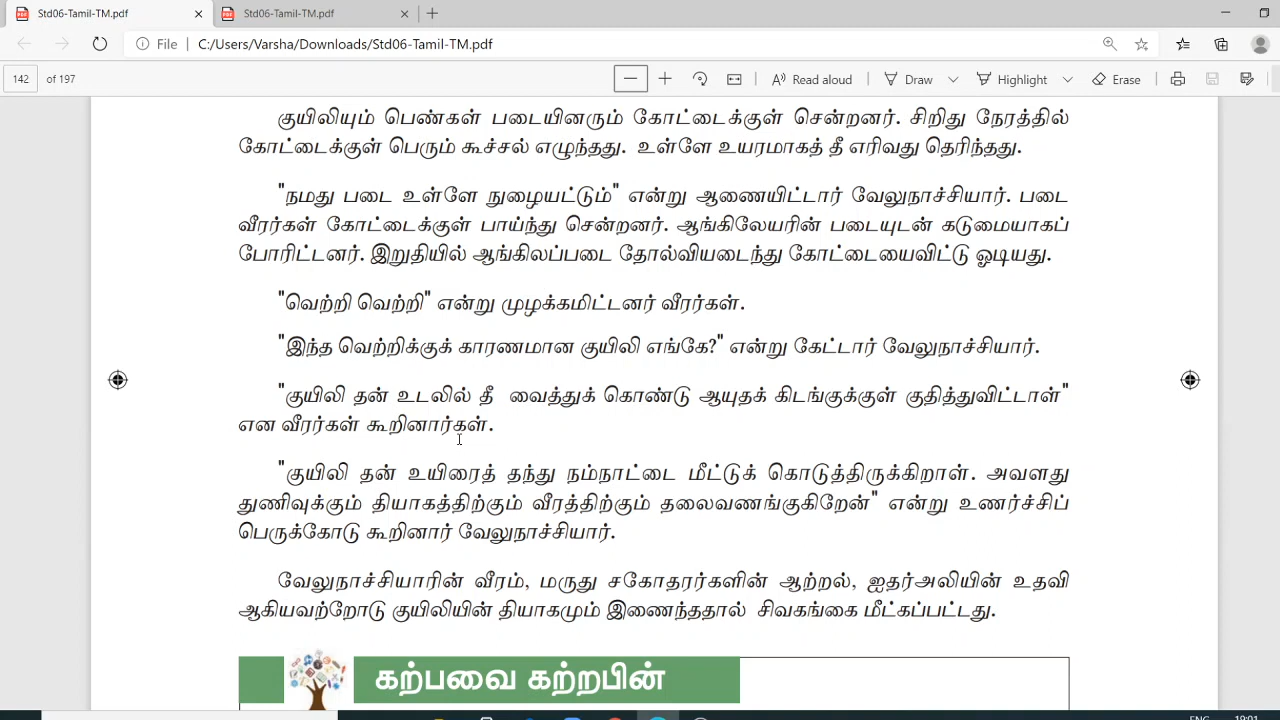 Std06-Tamil-TM.pdf
Std06-Tamil-TM.pdf
File C:/Users/Varsha/Downloads/Std06-Tamil-TM.pdf
142 of 197 Read aloud Draw Highlight Erase
குயிலியும் பெண்கள் படையினரும் கோட்டைக்குள் சென்றனர். சிறிது நேரத்தில்
கோட்டைக்குள் பெரும் கூச்சல் எழுந்தது. உள்ளே உயரமாகத் தீ எரிவது தெரிந்தது.
"நமது படை உள்ளே நுழையட்டும்" என்று ஆணையிட்டார் வேலுநாச்சியார். படை
வீரர்கள் கோட்டைக்குள் பாய்ந்து சென்றனர். ஆங்கிலேயரின் படையுடன் கடுமையாகப்
போரிட்டனர். இறுதியில் ஆங்கிலப்படை தோல்வியடைந்து கோட்டையைவிட்டு ஓடியது.
"வெற்றி வெற்றி" என்று முழக்கமிட்டனர் வீரர்கள்.
"இந்த வெற்றிக்குக் காரணமான குயிலி எங்கே?" என்று கேட்டார் வேலுநாச்சியார்.
"குயிலி தன் உடலில் தீ வைத்துக் கொண்டு ஆயுதக் கிடங்குக்குள் குதித்துவிட்டாள்"
என வீரர்கள் கூறினார்கள்.
"குயிலி தன் உயிரைத் தந்து நம்நாட்டை மீட்டுக் கொடுத்திருக்கிறாள். அவளது
துணிவுக்கும் தியாகத்திற்கும் வீரத்திற்கும் தலைவணங்குகிறேன்" என்று உணர்ச்சிப்
பெருக்கோடு கூறினார் வேலுநாச்சியார்.
வேலுநாச்சியாரின் வீரம், மருது சகோதரர்களின் ஆற்றல், ஐதர்அலியின் உதவி
ஆகியவற்றோடு குயிலியின் தியாகமும் இணைந்ததால் சிவகங்கை மீட்கப்பட்டது.
கற்பவை கற்றபின்